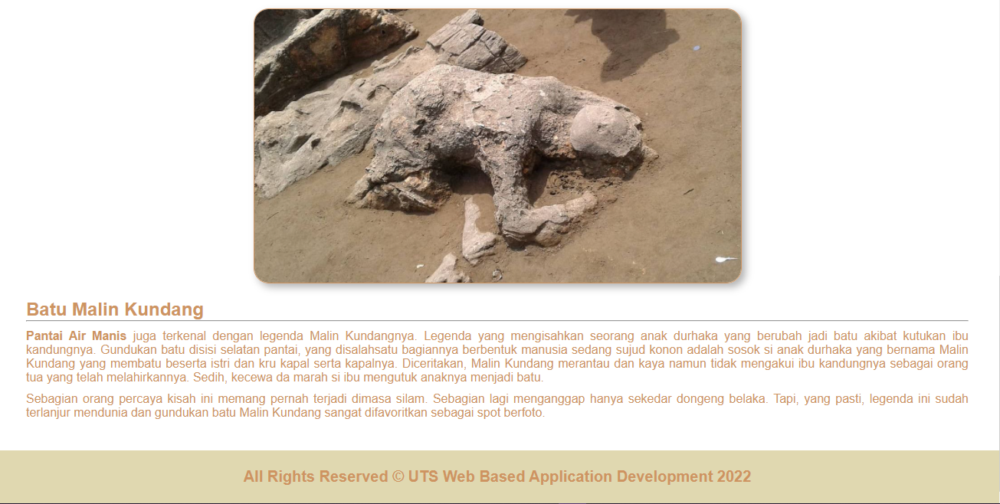 Batu Malin Kundang
Pantai Air Manis juga terkenal dengan legenda Malin Kundangnya. Legenda yang mengisahkan seorang anak durhaka yang berubah jadi batu akibat kutukan ibu
kandungnya. Gundukan batu disisi selatan pantai, yang disalahsatu bagiannya berbentuk manusia sedang sujud konon adalah sosok si anak durhaka yang bernama Malin
Kundang yang membatu beserta istri dan kru kapal serta kapalnya. Diceritakan, Malin Kundang merantau dan kaya namun tidak mengakui ibu kandungnya sebagai orang
tua yang telah melahirkannya. Sedih, kecewa da marah si ibu mengutuk anaknya menjadi batu.
Sebagian orang percaya kisah ini memang pernah terjadi dimasa silam. Sebagian lagi menganggap hanya sekedar dongeng belaka. Tapi, yang pasti, legenda ini sudah
terlanjur mendunia dan gundukan batu Malin Kundang sangat difavoritkan sebagai spot berfoto.
All Rights Reserved © UTS Web Based Application Development 2022